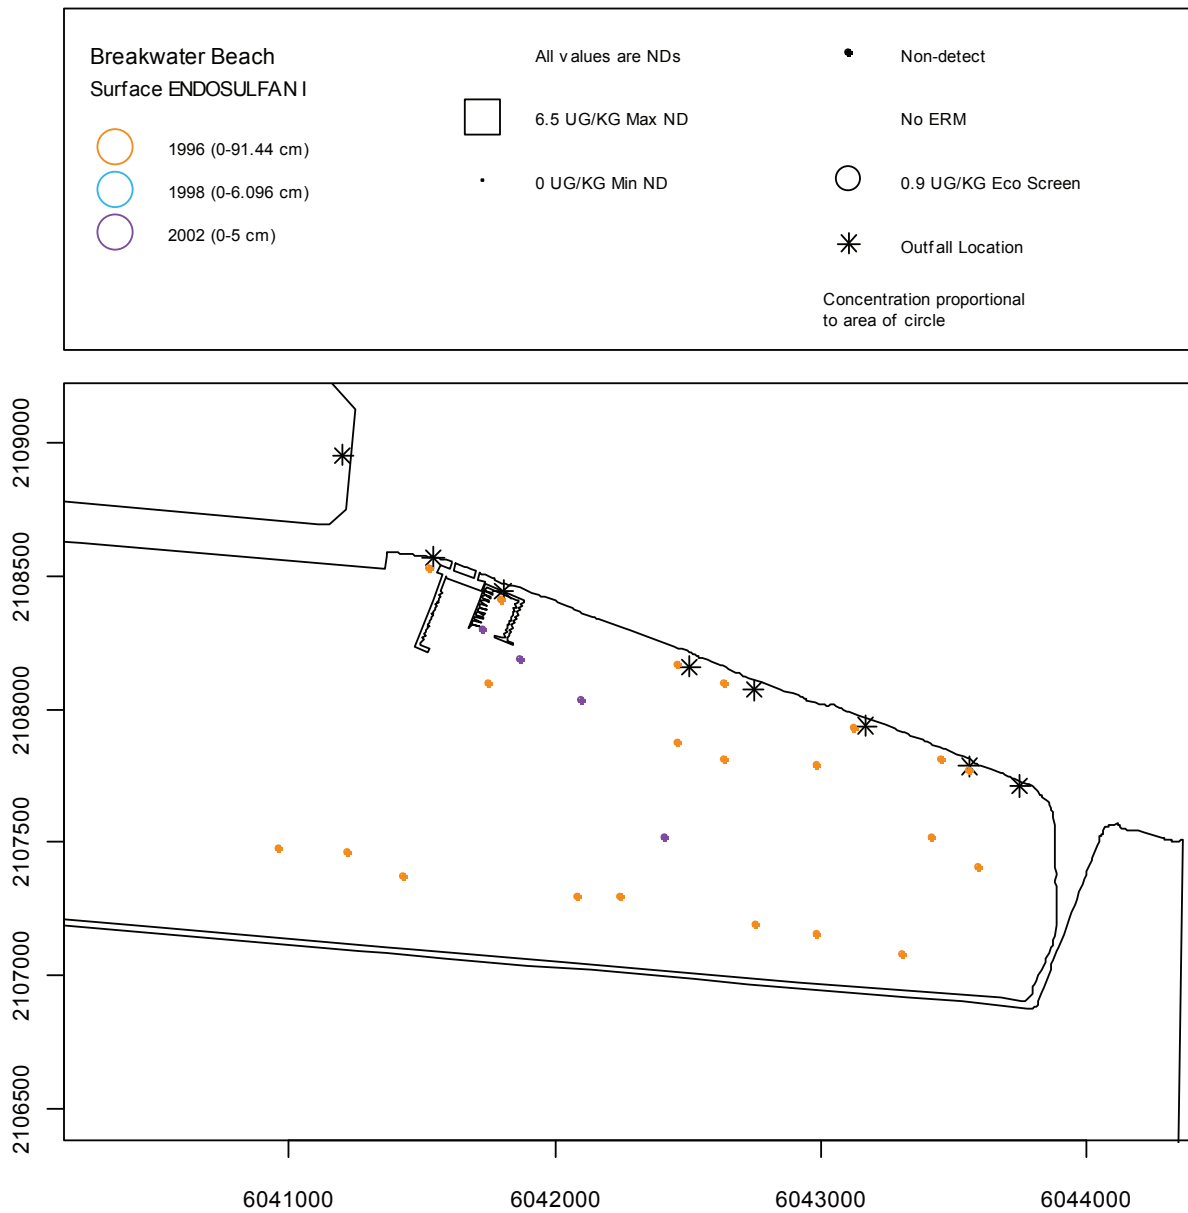 Breakwater Beach
Surface ENDOSULFAN I
1996 (0-91.44 cm)
1998 (0-6.096 cm)
2002 (0-5 cm)
All values are NDs
6.5 UG/KG Max ND
0 UG/KG Min ND
Non-detect
No ERM
0.9 UG/KG Eco Screen
Outfall Location
Concentration proportional
to area of circle
2109000
2108500
2108000
2107500
2107000
2106500
6041000
6042000
6043000
6044000